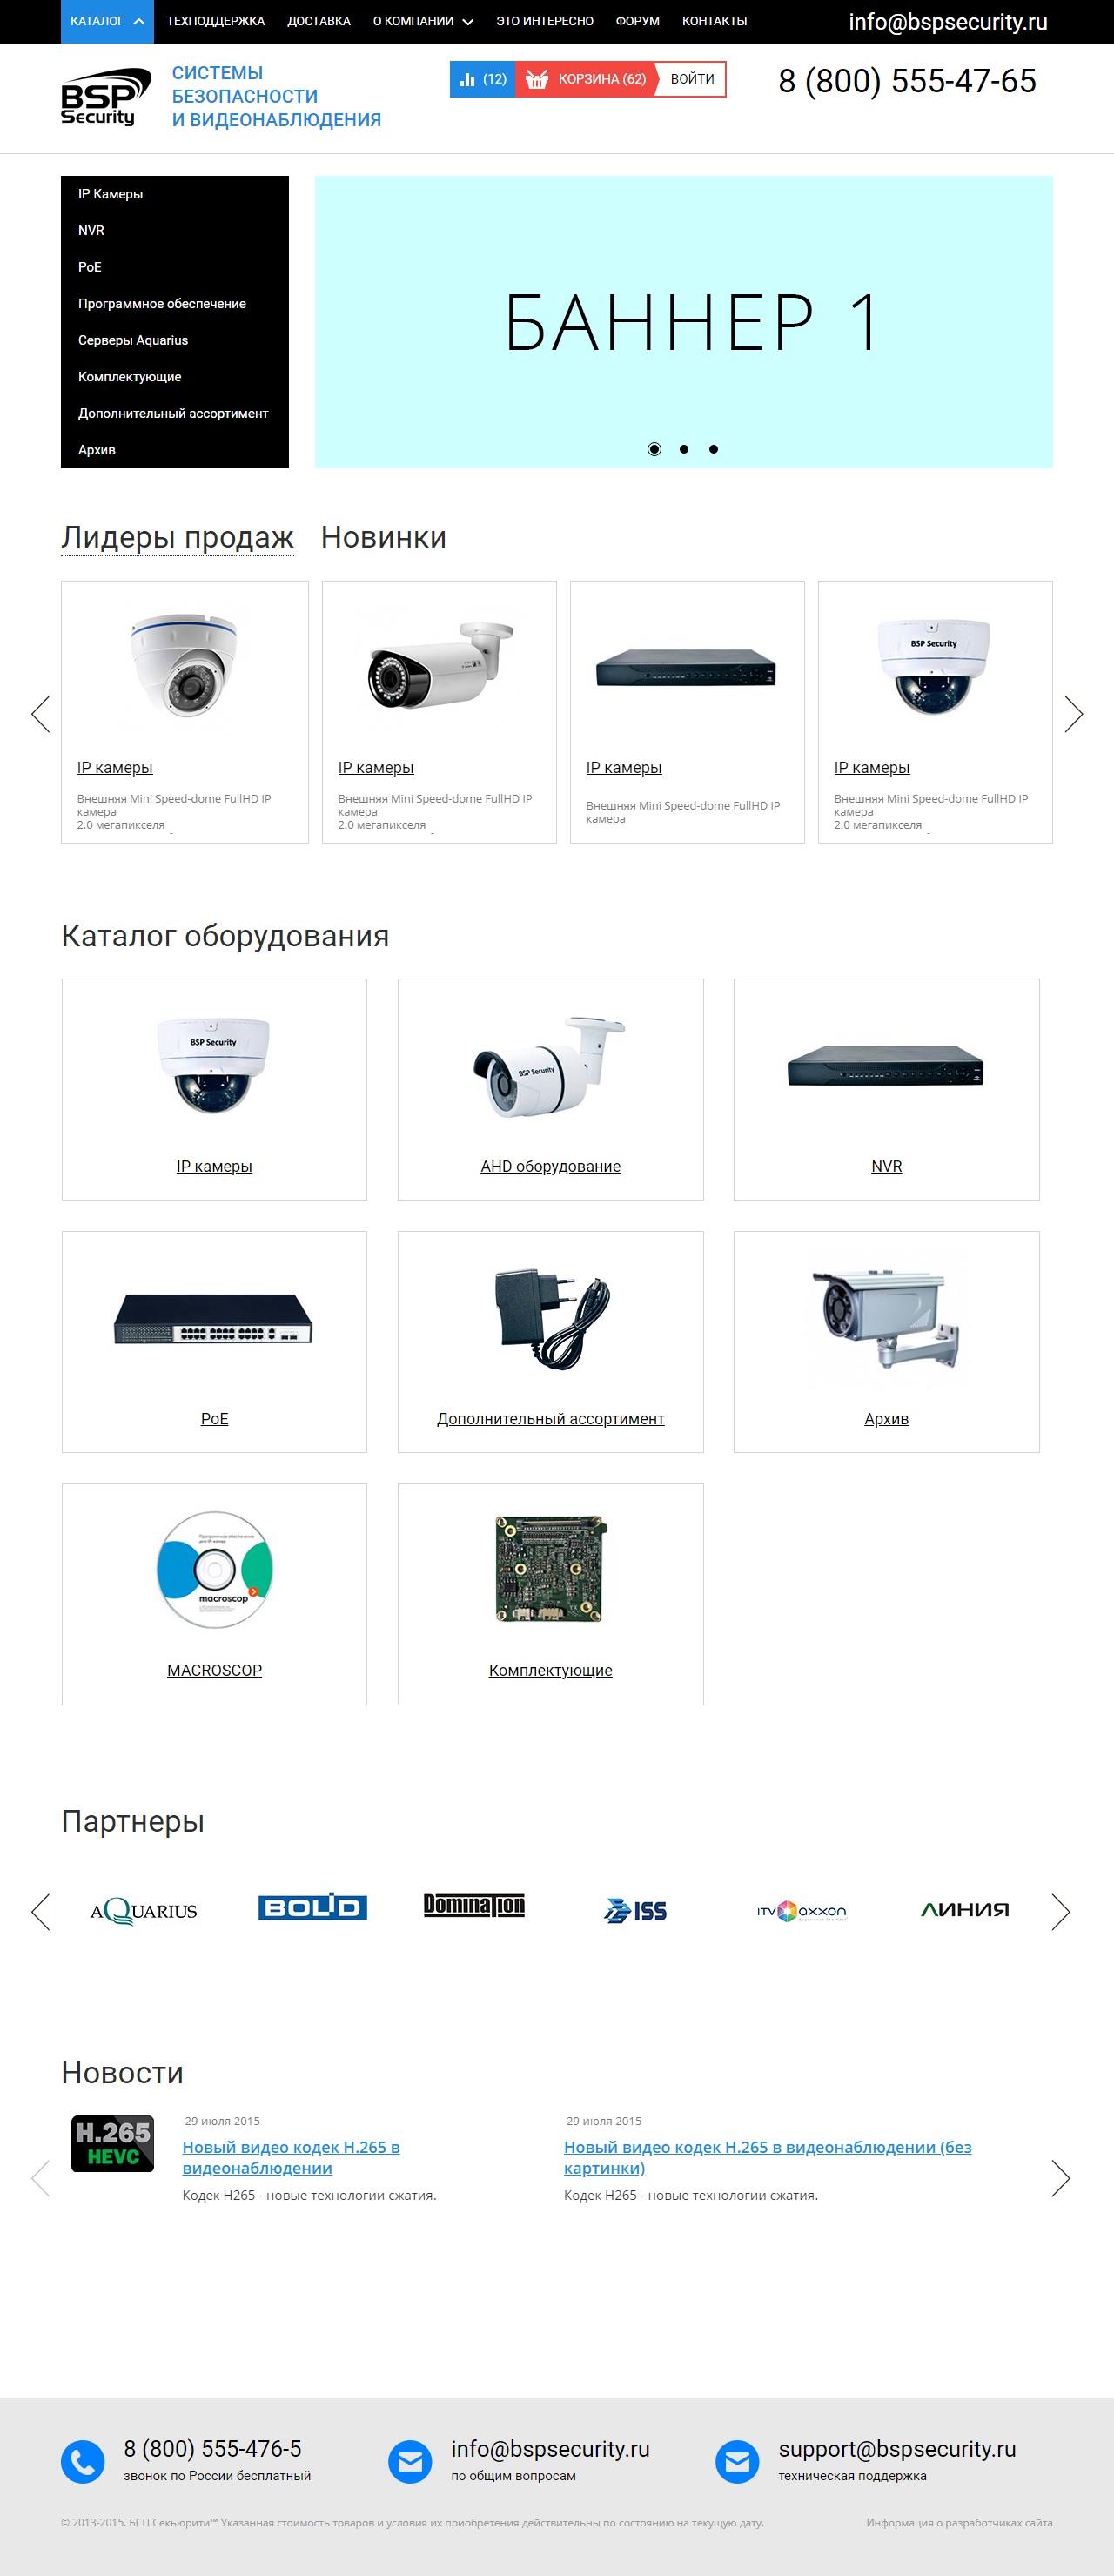 КАТАЛОГ ТЕХПОДДЕРЖКА ДОСТАВКА О КОМПАНИИ ЭТО ИНТЕРЕСНО ФОРУМ КОНТАКТЫ info@bspsecurity.ru
BSP Security
СИСТЕМЫ
БЕЗОПАСНОСТИ
И ВИДЕОНАБЛЮДЕНИЯ
(12) КОРЗИНА (62) ВОЙТИ
8 (800) 555-47-65
IP Камеры
NVR
PoE
Программное обеспечение
Серверы Aquarius
Комплектующие
Дополнительный ассортимент
Архив
БАННЕР 1
Лидеры продаж Новинки
BSP Security
IP камеры
Внешняя Mini Speed-dome FullHD IP
камера
2.0 мегапикселя
IP камеры
Внешняя Mini Speed-dome FullHD IP
камера
2.0 мегапикселя
IP камеры
Внешняя Mini Speed-dome FullHD IP
камера
IP камеры
Внешняя Mini Speed-dome FullHD IP
камера
2.0 мегапикселя
Каталог оборудования
BSP Security
BSP Security
IP камеры
AHD оборудование
NVR
PoE
Дополнительный ассортимент
Архив
Программное обеспечение
для IP-камер
macroscop
MACROSCOP
Комплектующие
Партнеры
AQUARIUS
BOLID
Domination
ISS
ITV axxon
ЛИНИЯ
Новости
H.265
HEVC
29 июля 2015
Новый видео кодек H.265 в
видеонаблюдении
Кодек H265 - новые технологии сжатия.
29 июля 2015
Новый видео кодек H.265 в видеонаблюдении (без
картинки)
Кодек H265 - новые технологии сжатия.
8 (800) 555-476-5
звонок по России бесплатный
info@bspsecurity.ru
по общим вопросам
support@bspsecurity.ru
техническая поддержка
© 2013-2015. БСП Секьюрити™ Указанная стоимость товаров и условия их приобретения действительны по состоянию на текущую дату.
Информация о разработчиках сайта